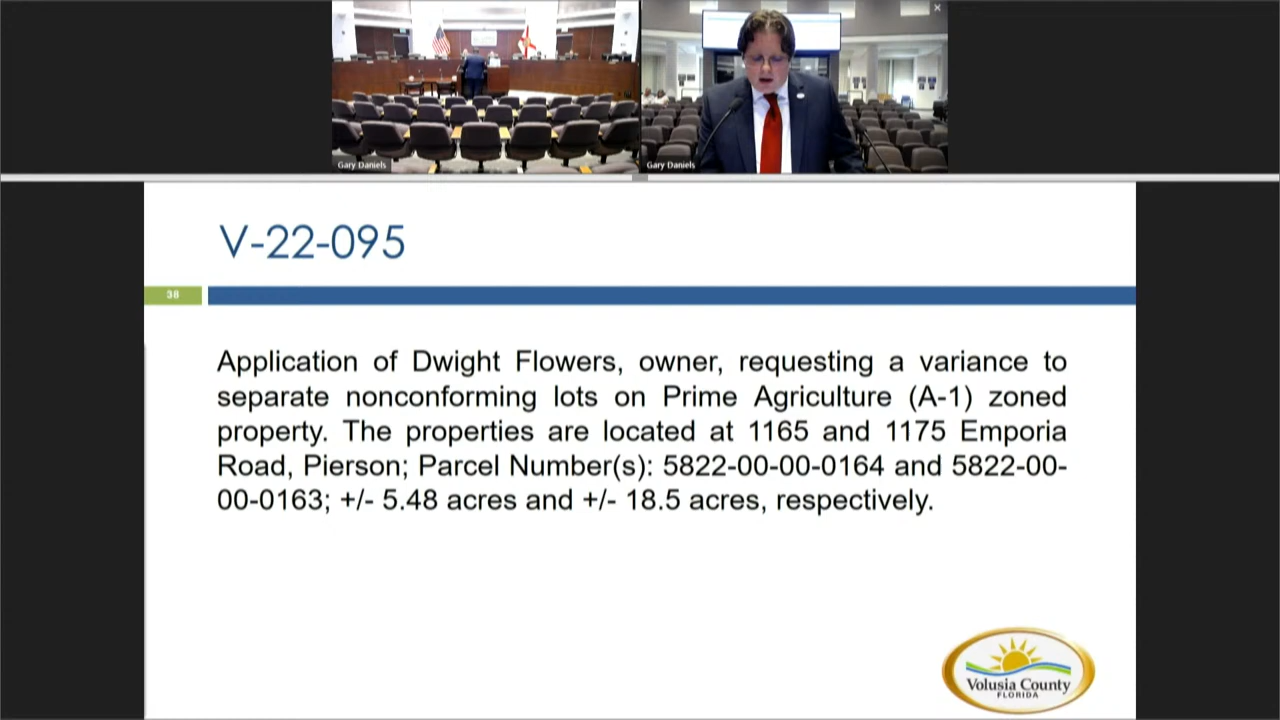 Gary Daniels
Gary Daniels
V-22-095
38
Application of Dwight Flowers, owner, requesting a variance to
separate nonconforming lots on Prime Agriculture (A-1) zoned
property. The properties are located at 1165 and 1175 Emporia
Road, Pierson; Parcel Number(s): 5822-00-00-0164 and 5822-00-
00-0163; +/- 5.48 acres and +/- 18.5 acres, respectively.
Volusia County
FLORIDA